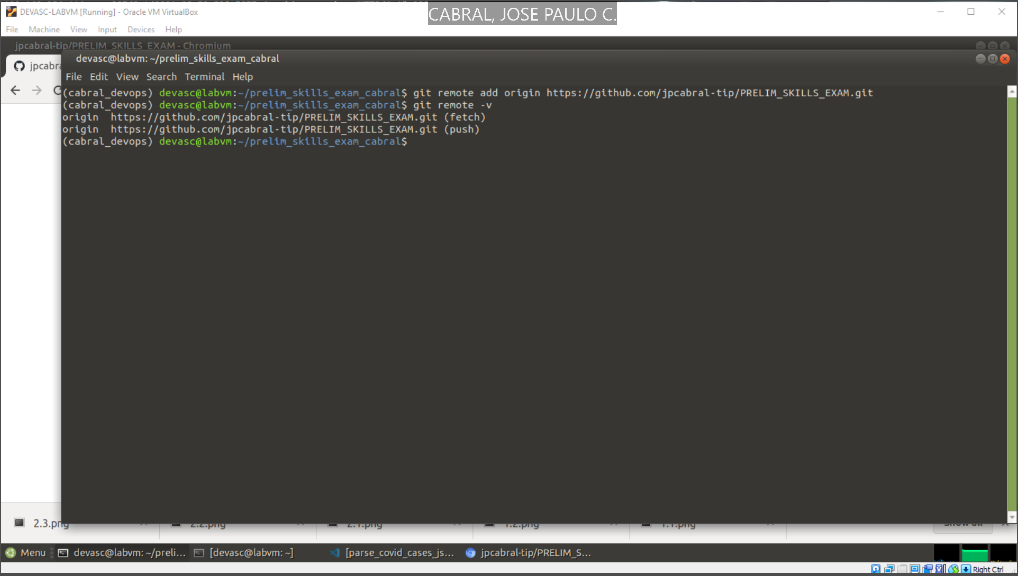 DEVASC-LABVM [Running] - Oracle VM VirtualBox
CABRAL, JOSE PAULO C.
File Machine View Input Devices Help
jpcabral-tip/PRELIM_SKILLS_EXAM - Chromium
jpcabra
devasc@labvm: ~/prelim_skills_exam_cabral
File Edit View Search Terminal Help
(cabral_devops) devasc@labvm:~/prelim_skills_exam_cabral$ git remote add origin https://github.com/jpcabral-tip/PRELIM_SKILLS_EXAM.git
(cabral_devops) devasc@labvm:~/prelim_skills_exam_cabral$ git remote -v
origin https://github.com/jpcabral-tip/PRELIM_SKILLS_EXAM.git (fetch)
origin https://github.com/jpcabral-tip/PRELIM_SKILLS_EXAM.git (push)
(cabral_devops) devasc@labvm:~/prelim_skills_exam_cabral$
2.3.png 2.2.png 2.1.png 1.2.png 1.1.png Show all
Menu devasc@labvm: ~/preli... [devasc@labvm: ~] [parse_covid_cases_js... jpcabral-tip/PRELIM_S...
Right Ctrl